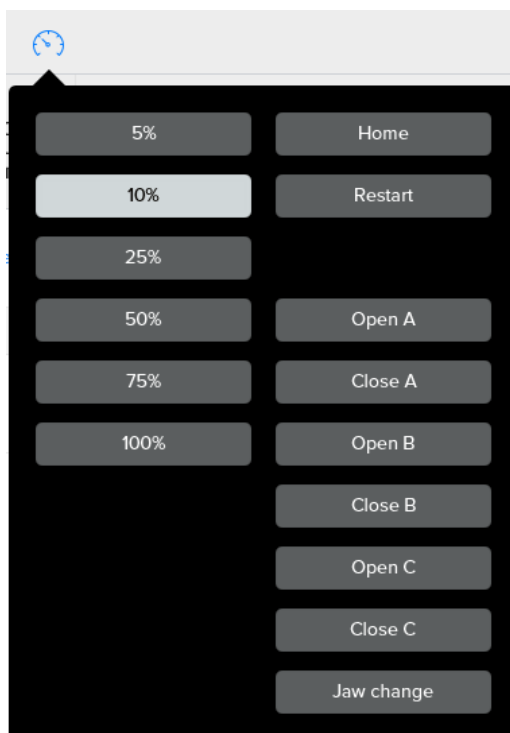 5%
Home
10%
Restart
25%
50%
Open A
75%
Close A
100%
Open B
Close B
Open C
Close C
Jaw change